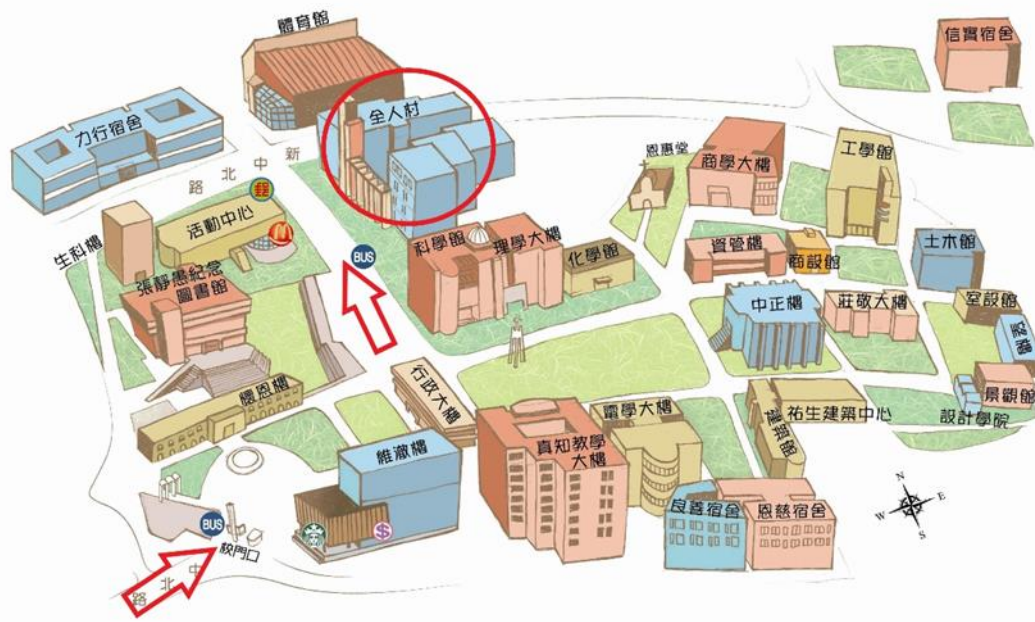 體育館
信實宿舍
全人村
力行宿舍
新中北路
郵
恩惠堂
商學大樓
工學館
活動中心
M
生科樓
BUS
科學館
理學大樓
化學館
資管樓
商設館
土木館
張靜愚紀念
圖書館
中正樓
莊敬大樓
室設館
景觀館
設計學院
行政大樓
懷恩樓
維澈樓
真知教學
大樓
電學大樓
建築館
祐生建築中心
良善宿舍
恩慈宿舍
BUS
校門口
$
中北路
N
W
E
S